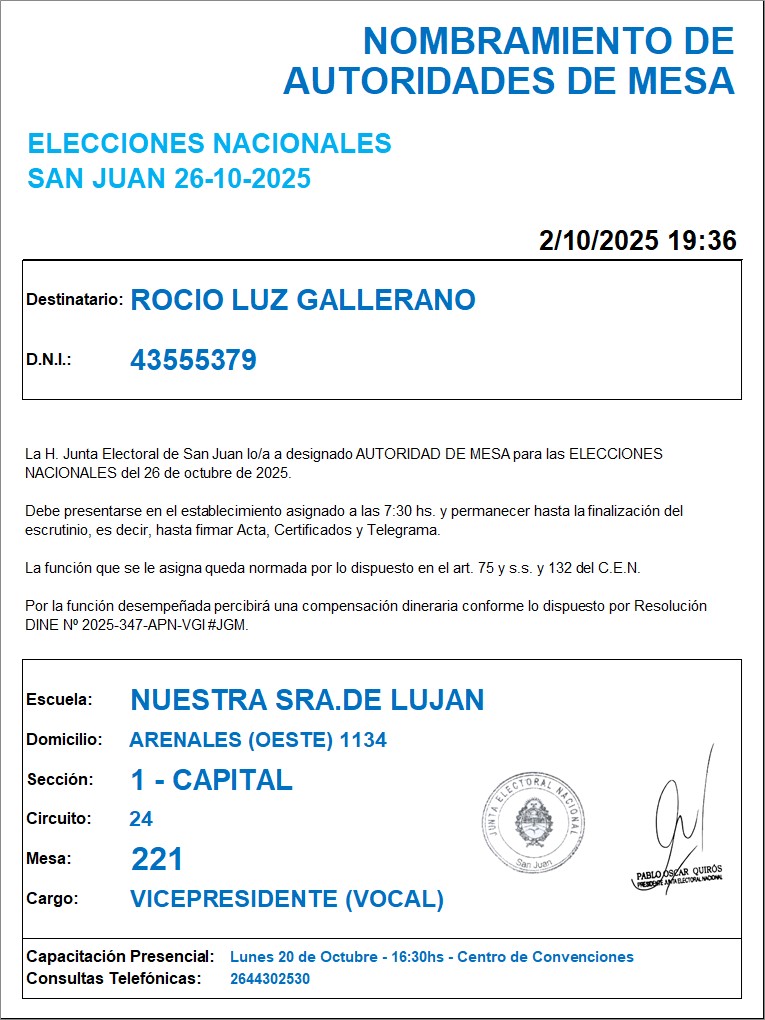 NOMBRAMIENTO DE
AUTORIDADES DE MESA
ELECCIONES NACIONALES
SAN JUAN 26-10-2025
2/10/2025 19:36
Destinatario: ROCIO LUZ GALLERANO
D.N.I.: 43555379
La H. Junta Electoral de San Juan lo/a a designado AUTORIDAD DE MESA para las ELECCIONES
NACIONALES del 26 de octubre de 2025.
Debe presentarse en el establecimiento asignado a las 7:30 hs. y permanecer hasta la finalización del
escrutinio, es decir, hasta firmar Acta, Certificados y Telegrama.
La función que se le asigna queda normada por lo dispuesto en el art. 75 y s.s. y 132 del C.E.N.
Por la función desempeñada percibirá una compensación dineraria conforme lo dispuesto por Resolución
DINE Nº 2025-347-APN-VGI#JGM.
Escuela: NUESTRA SRA.DE LUJAN
Domicilio: ARENALES (OESTE) 1134
Sección: 1 - CAPITAL
Circuito: 24
Mesa: 221
Cargo: VICEPRESIDENTE (VOCAL)
JUNTA ELECTORAL NACIONAL
San Juan
PABLO OSCAR QUIRÓS
PRESIDENTE JUNTA ELECTORAL NACIONAL
Capacitación Presencial: Lunes 20 de Octubre - 16:30hs - Centro de Convenciones
Consultas Telefónicas: 2644302530